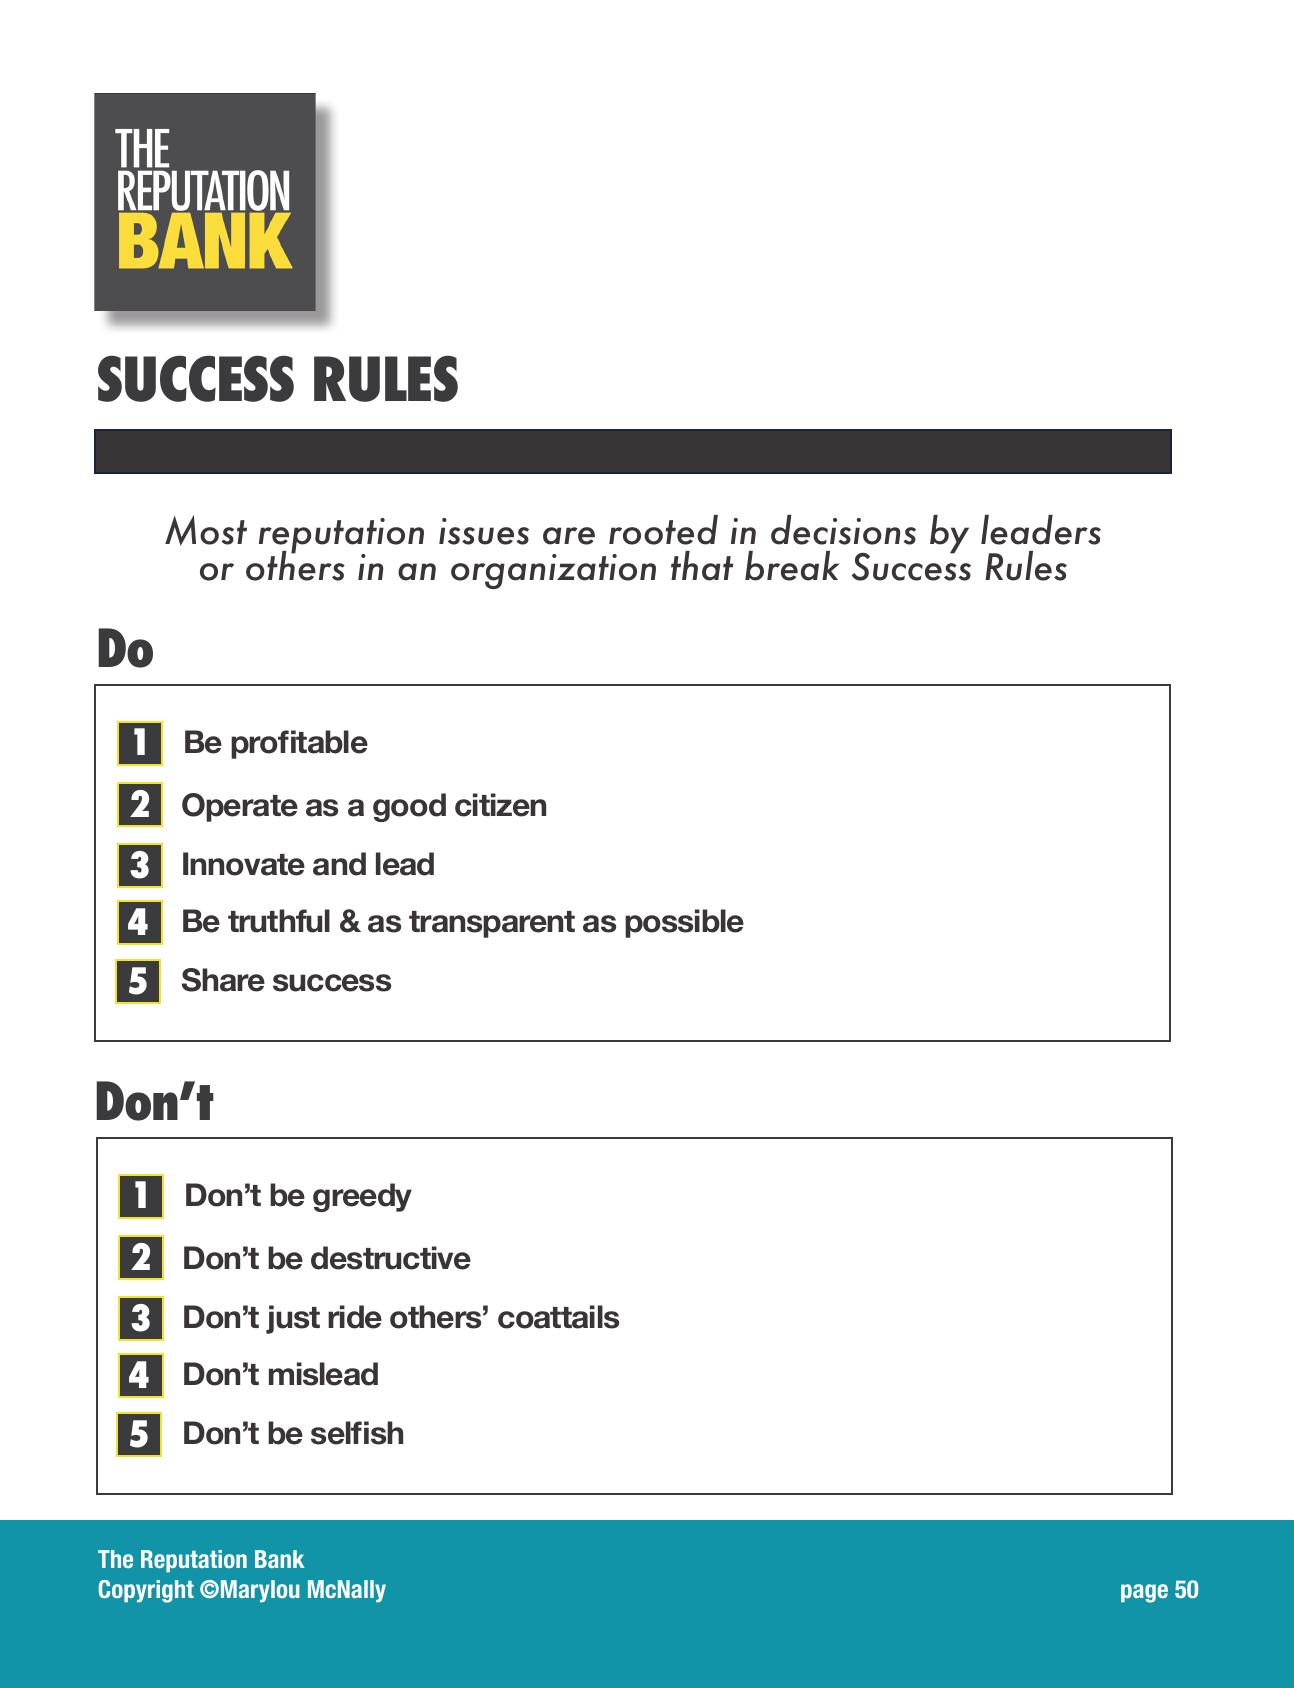 THE
REPUTATION
BANK
SUCCESS RULES
Most reputation issues are rooted in decisions by leaders
or others in an organization that break Success Rules
Do
1 Be profitable
2 Operate as a good citizen
3 Innovate and lead
4 Be truthful & as transparent as possible
5 Share success
Don’t
1 Don’t be greedy
2 Don’t be destructive
3 Don’t just ride others’ coattails
4 Don’t mislead
5 Don’t be selfish
The Reputation Bank
Copyright ©Marylou McNally
page 50